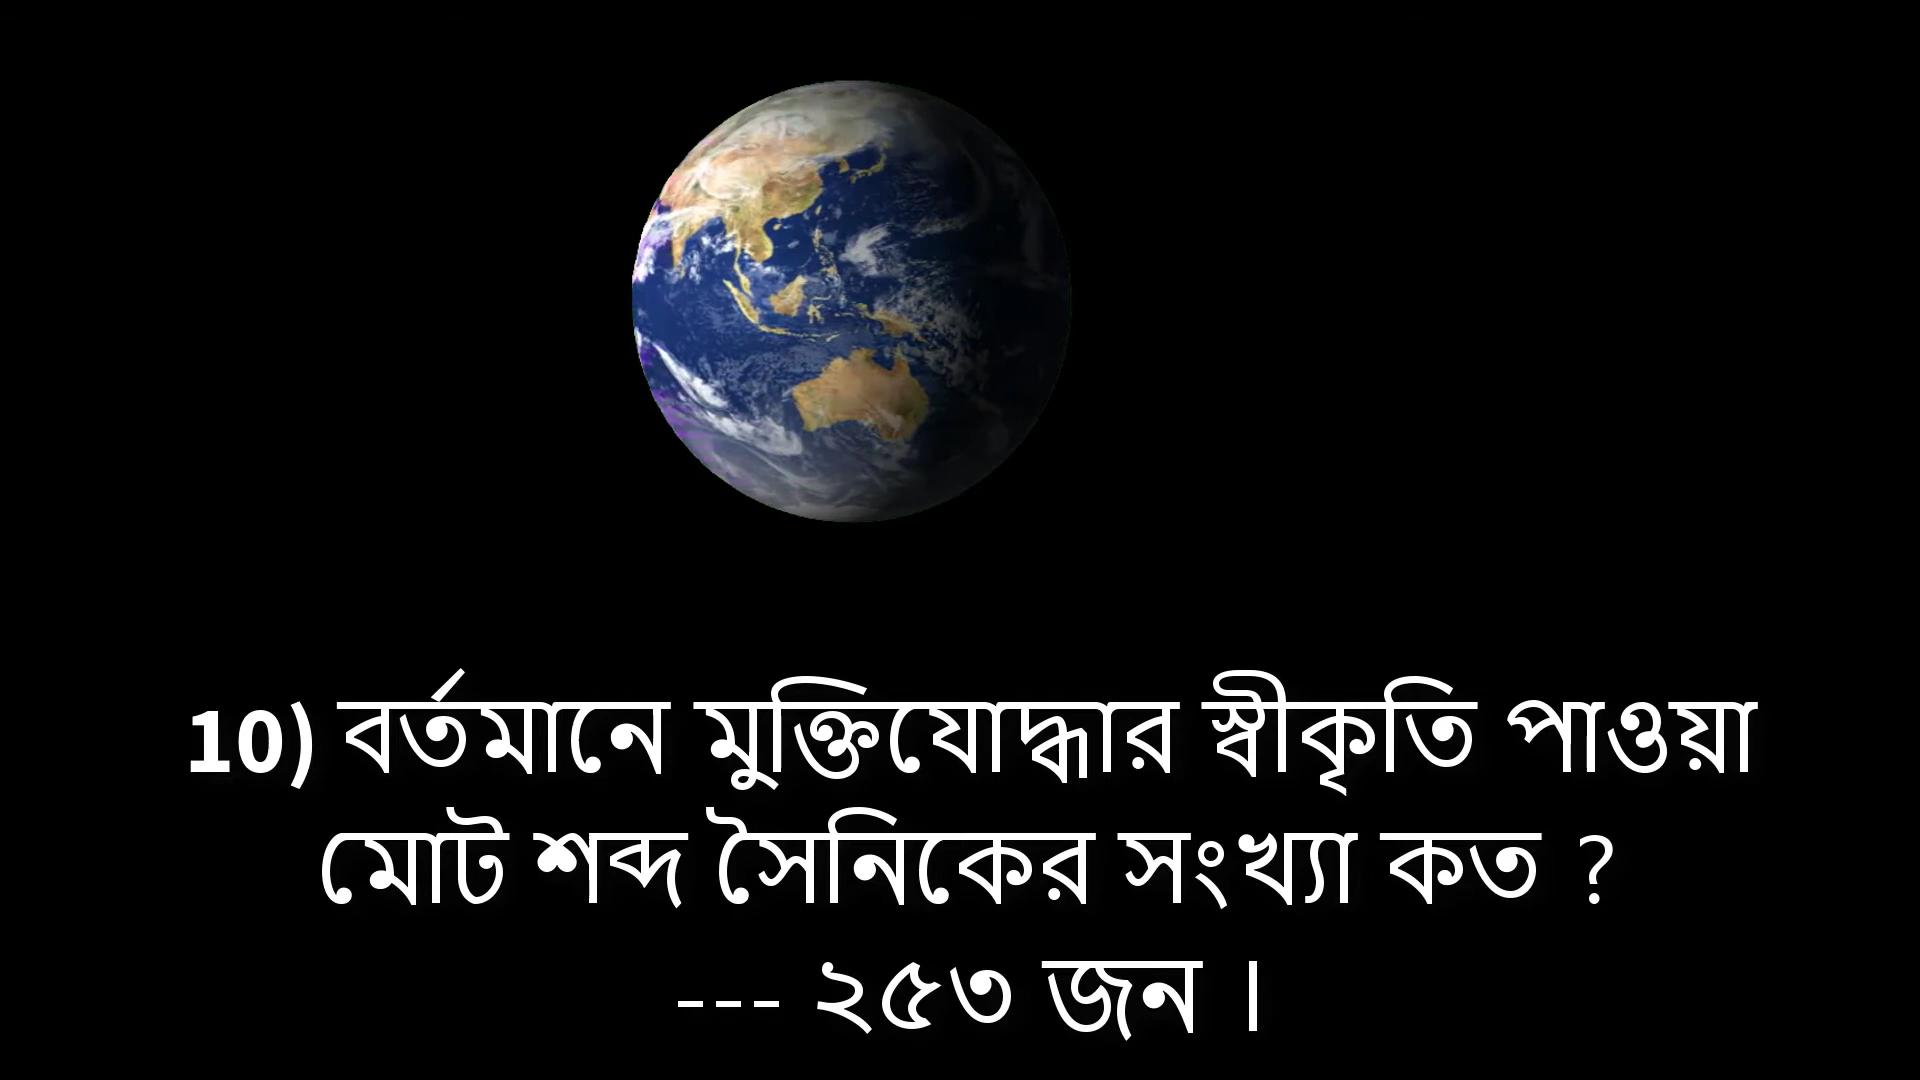 10) বর্তমানে মুক্তিযোদ্ধার স্বীকৃতি পাওয়া
মোট শব্দ সৈনিকের সংখ্যা কত ?
--- ২৫৩ জন ।